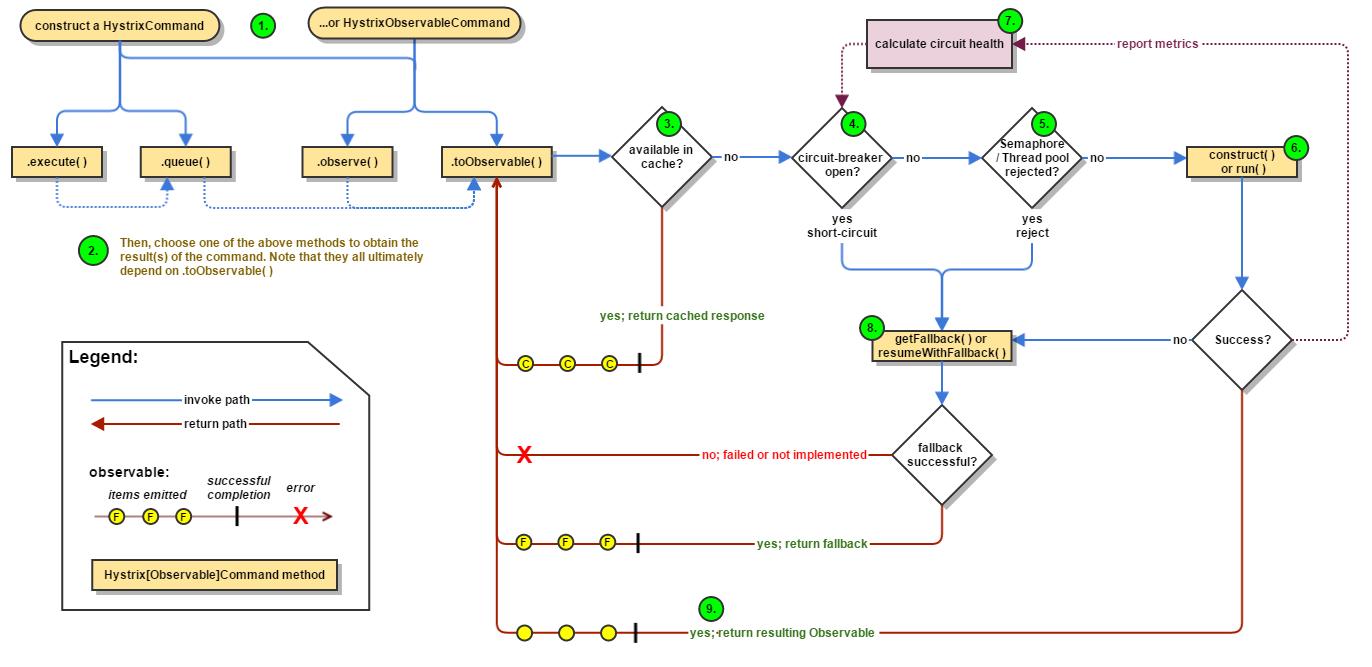 construct a HystrixCommand
1.
...or HystrixObservableCommand
7.
calculate circuit health
report metrics
.execute( )
.queue( )
.observe( )
.toObservable( )
3.
available in
cache?
no
4.
circuit-breaker
open?
no
5.
Semaphore
/ Thread pool
rejected?
no
6.
construct( )
or run( )
yes
short-circuit
yes
reject
2.
Then, choose one of the above methods to obtain the
result(s) of the command. Note that they all ultimately
depend on .toObservable( )
yes; return cached response
C
C
C
8.
getFallback( ) or
resumeWithFallback( )
no
Success?
Legend:
invoke path
return path
observable:
items emitted
successful
completion
error
F
F
F
X
Hystrix[Observable]Command method
X
no; failed or not implemented
fallback
successful?
F
F
F
yes; return fallback
9.
yes; return resulting Observable